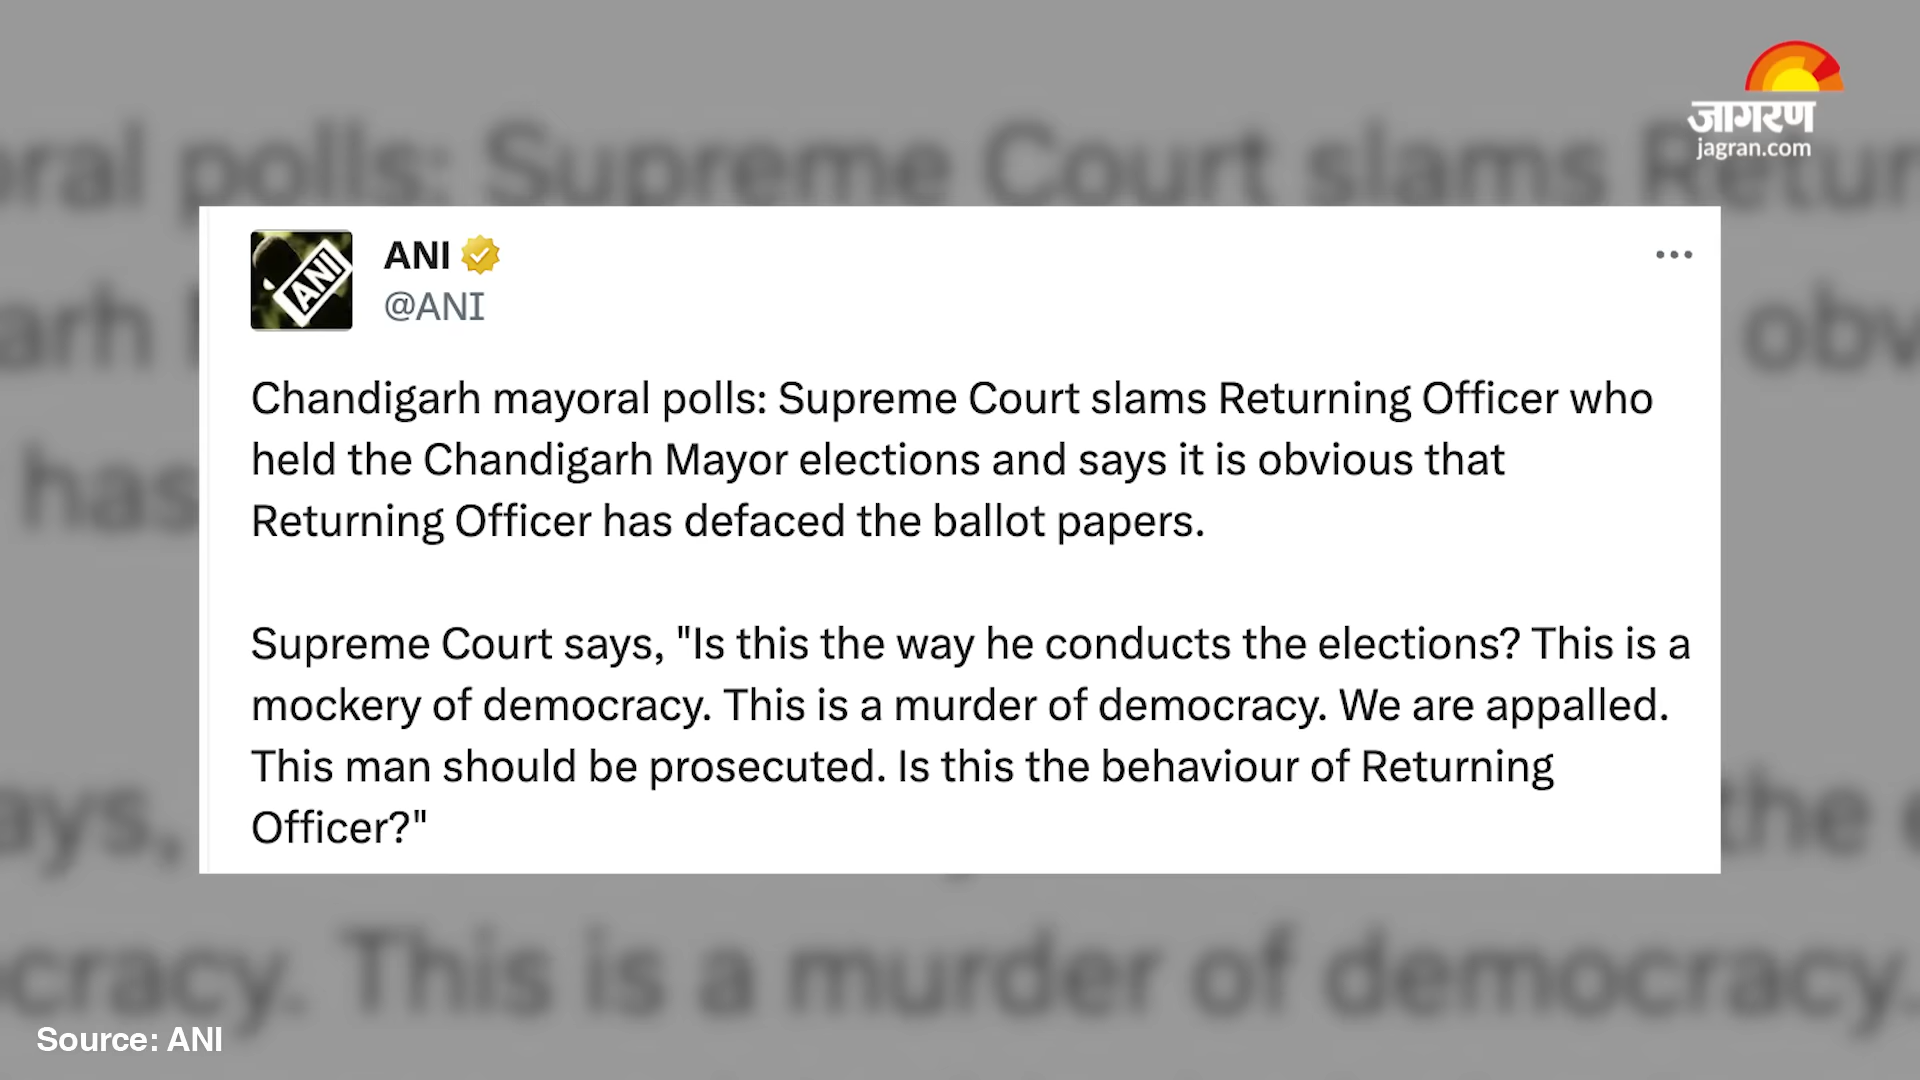 जागरण
jagran.com
ANI
ANI
@ANI
Chandigarh mayoral polls: Supreme Court slams Returning Officer who
held the Chandigarh Mayor elections and says it is obvious that
Returning Officer has defaced the ballot papers.
Supreme Court says, "Is this the way he conducts the elections? This is a
mockery of democracy. This is a murder of democracy. We are appalled.
This man should be prosecuted. Is this the behaviour of Returning
Officer?"
Source: ANI